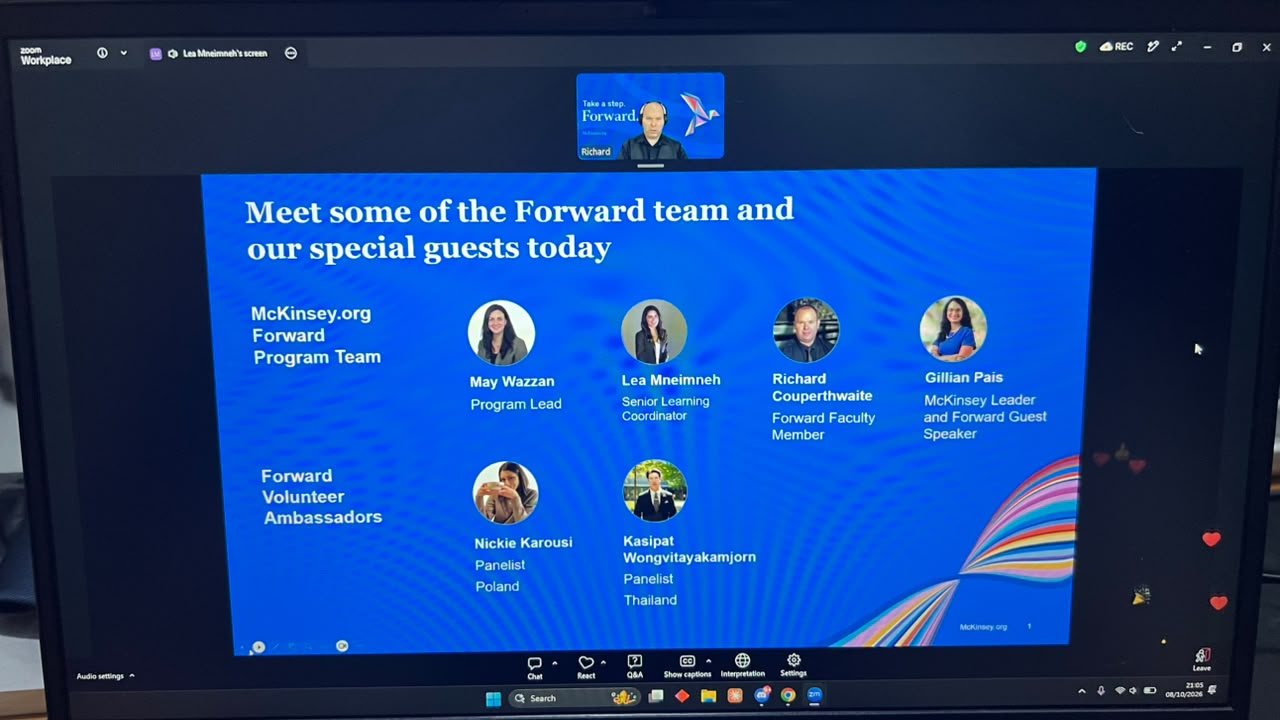 zoom
Workplace
LM
Lea Mneimneh's screen
REC
Take a step.
Forward.
Richard
Meet some of the Forward team and
our special guests today
McKinsey.org
Forward
Program Team
May Wazzan
Program Lead
Lea Mneimneh
Senior Learning
Coordinator
Richard
Couperthwaite
Forward Faculty
Member
Gillian Pais
McKinsey Leader
and Forward Guest
Speaker
Forward
Volunteer
Ambassadors
Nickie Karousi
Panelist
Poland
Kasipat
Wongvitayakamjorn
Panelist
Thailand
McKinsey.org 1
Audio settings
Chat
React
Q&A
Show captions
Interpretation
Settings
Leave
Search
zm
21:05
08/10/2026